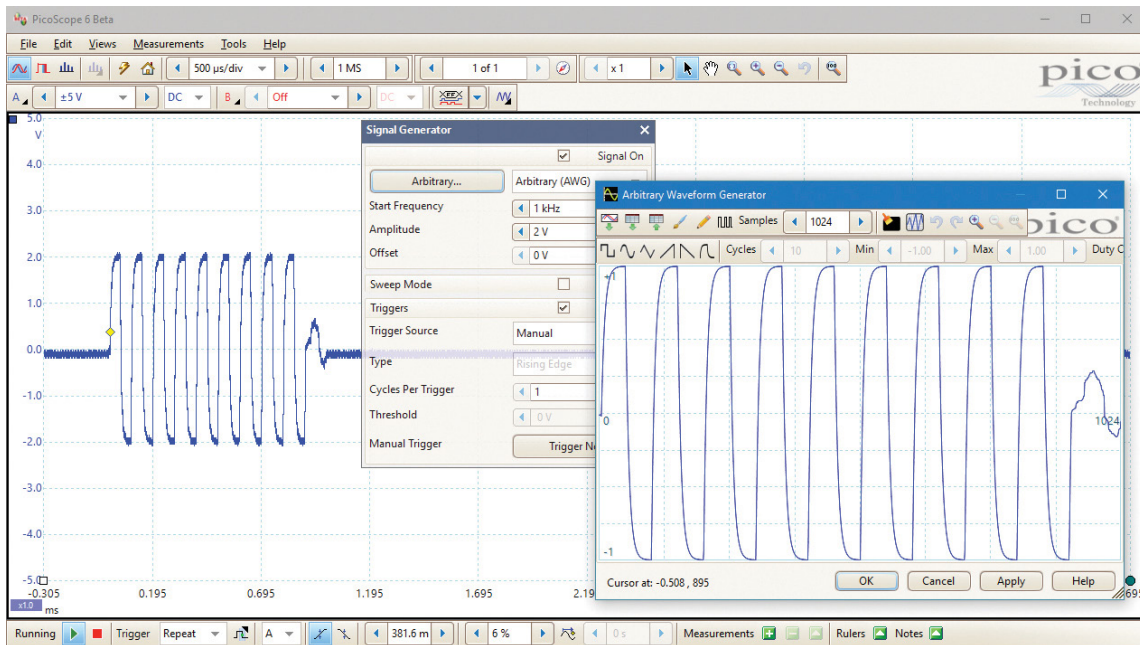 PicoScope 6 Beta
File Edit Views Measurements Tools Help
500 µs/div 1 MS 1 of 1 x 1
pico
Technology
A ±5 V DC B Off DC
5.0
V
4.0
3.0
2.0
1.0
0.0
-1.0
-2.0
-3.0
-4.0
-5.0
-0.305 0.195 0.695 1.195 1.695 2.19 695
x1.0 ms
Signal Generator
Signal On
Arbitrary... Arbitrary (AWG)
Start Frequency 1 kHz
Amplitude 2 V
Offset 0 V
Sweep Mode
Triggers
Trigger Source Manual
Type Rising Edge
Cycles Per Trigger 1
Threshold 0 V
Manual Trigger Trigger N
Arbitrary Waveform Generator
Samples 1024
pico
Cycles 10 Min -1.00 Max 1.00 Duty C
+1
0 1024
-1
Cursor at: -0.508 , 895 OK Cancel Apply Help
Running Trigger Repeat A 381.6 m 6 % 0 s Measurements Rulers Notes